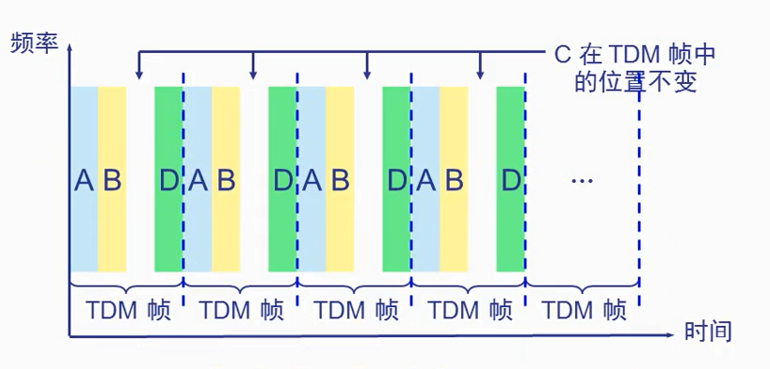 频率
C 在 TDM 帧中
的位置不变
A B D A B D A B D A B D ...
TDM 帧 TDM 帧 TDM 帧 TDM 帧 TDM 帧
时间